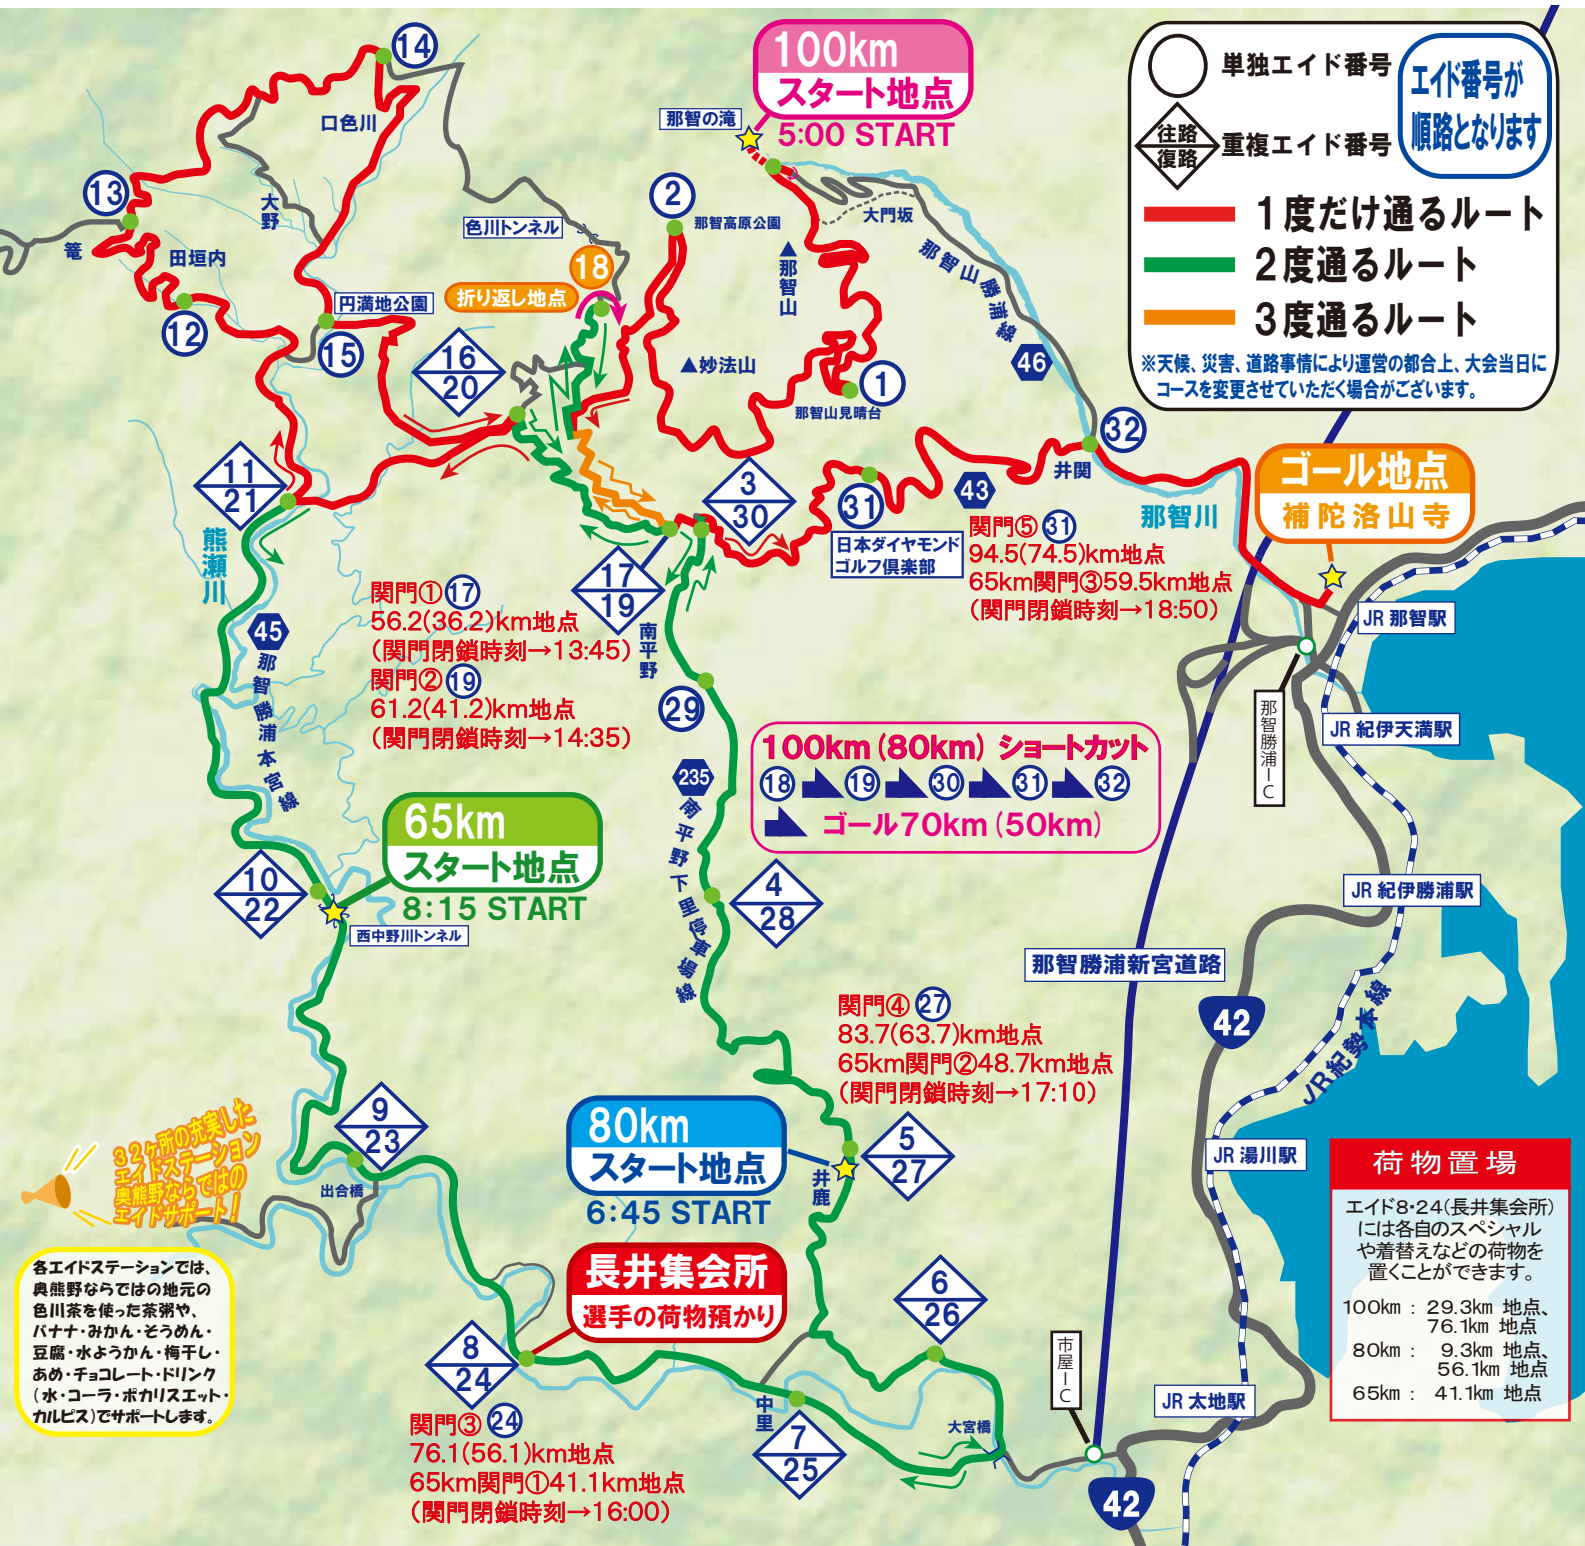 100km
スタート地点
5:00 START
那智の滝
単独エイド番号
往路
復路
重複エイド番号
エイド番号が
順路となります
1度だけ通るルート
2度通るルート
3度通るルート
※天候、災害、道路事情により運営の都合上、大会当日に
コースを変更させていただく場合がございます。
14
口色川
13
大野
篭
田垣内
12
円満地公園
15
色川トンネル
18
折り返し地点
16
20
2
那智高原公園
▲那智山
大門坂
那智山勝浦線
46
▲妙法山
1
那智山見晴台
32
井関
43
31
日本ダイヤモンド
ゴルフ倶楽部
3
30
那智川
ゴール地点
補陀洛山寺
11
21
熊瀬川
45
那智勝浦本宮線
17
19
南平野
関門① 17
56.2(36.2)km地点
(関門閉鎖時刻→13:45)
関門② 19
61.2(41.2)km地点
(関門閉鎖時刻→14:35)
関門⑤ 31
94.5(74.5)km地点
65km関門③59.5km地点
(関門閉鎖時刻→18:50)
JR 那智駅
29
235
南平野下里停車場線
100km(80km) ショートカット
18 19 30 31 32
ゴール70km(50km)
那智勝浦IC
JR 紀伊天満駅
65km
スタート地点
8:15 START
10
22
西中野川トンネル
4
28
JR 紀伊勝浦駅
那智勝浦新宮道路
42
JR紀勢本線
関門④ 27
83.7(63.7)km地点
65km関門②48.7km地点
(関門閉鎖時刻→17:10)
9
23
出合橋
80km
スタート地点
6:45 START
井鹿
5
27
JR 湯川駅
32ヶ所の充実した
エイドステーション
奥熊野ならではの
エイドサポート!
各エイドステーションでは、
奥熊野ならではの地元の
色川茶を使った茶粥や、
バナナ・みかん・そうめん・
豆腐・水ようかん・梅干し・
あめ・チョコレート・ドリンク
(水・コーラ・ポカリスエット・
カルピス)でサポートします。
長井集会所
選手の荷物預かり
8
24
関門③ 24
76.1(56.1)km地点
65km関門①41.1km地点
(関門閉鎖時刻→16:00)
6
26
中里
7
25
大宮橋
市屋IC
42
JR 太地駅
荷物置場
エイド8・24(長井集会所)
には各自のスペシャル
や着替えなどの荷物を
置くことができます。
100km : 29.3km 地点、
76.1km 地点
80km : 9.3km 地点、
56.1km 地点
65km : 41.1km 地点